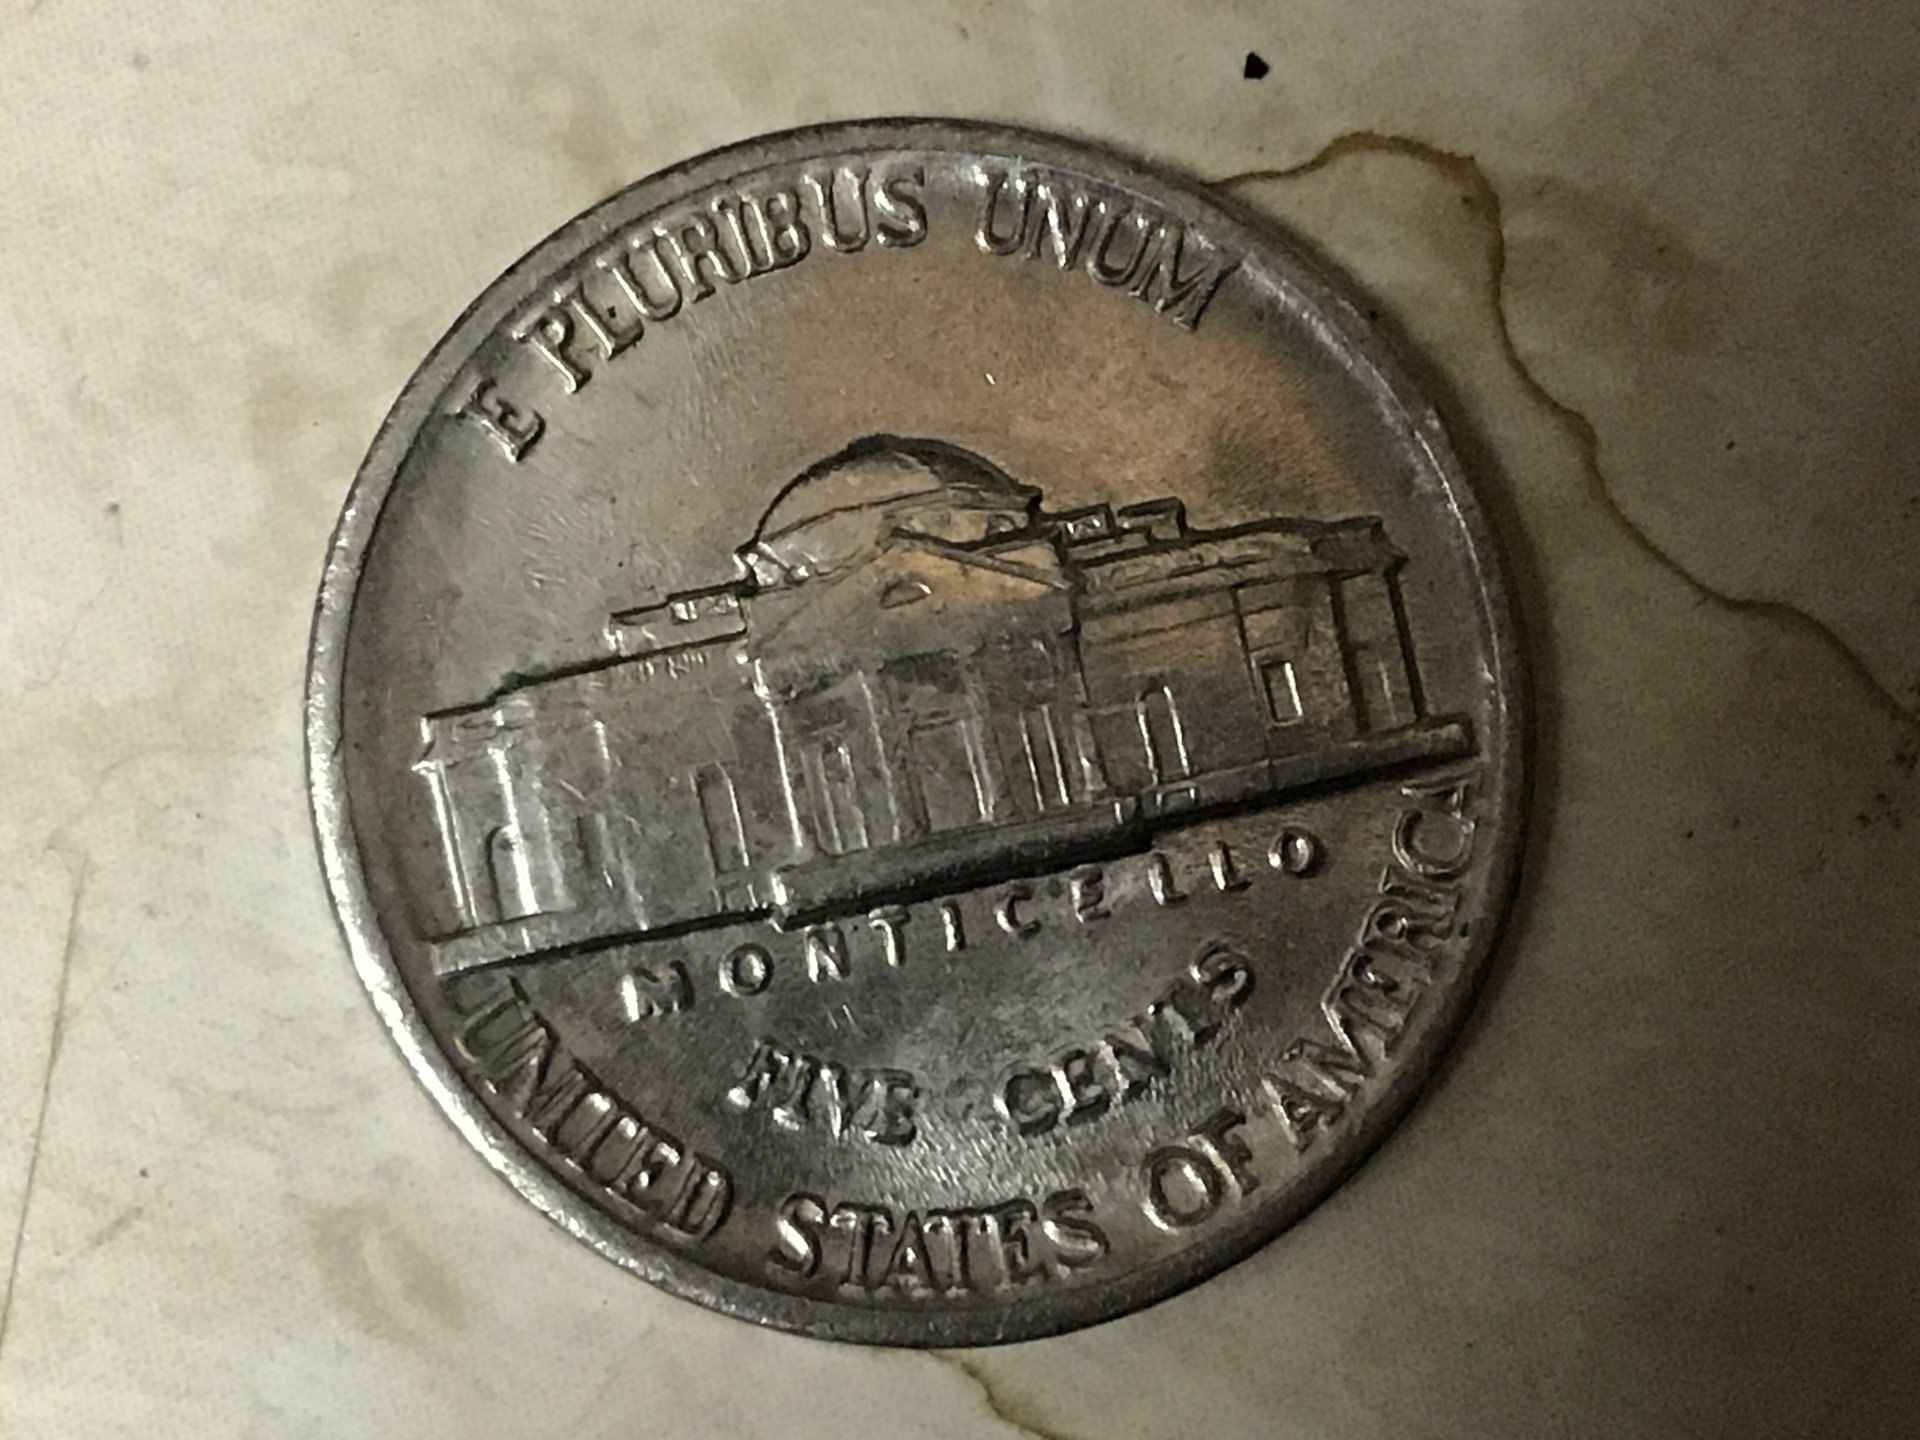 E PLURIBUS UNUM
MONTICELLO
FIVE CENTS
UNITED STATES OF AMERICA